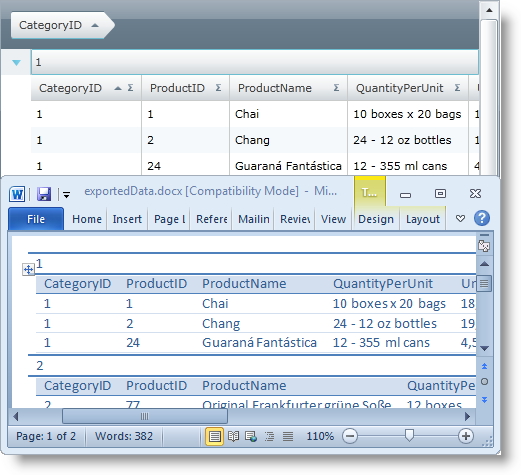 CategoryID
1
CategoryID Σ ProductID Σ ProductName Σ QuantityPerUnit Σ
1 1 Chai 10 boxes x 20 bags
1 2 Chang 24 - 12 oz bottles
1 24 Guaraná Fantástica 12 - 355 ml cans
exportedData.docx [Compatibility Mode] - Mi... T...
File Home Insert Page L Refere Mailin Review View Design Layout
1
CategoryID ProductID ProductName QuantityPerUnit Un
1 1 Chai 10 boxes x 20 bags 18
1 2 Chang 24 - 12 oz bottles 19
1 24 Guaraná Fantástica 12 - 355 ml cans 4,5
2
CategoryID ProductID ProductName QuantityPe
2 77 Original Frankfurter grüne Soße 12 boxes
Page: 1 of 2 Words: 382 110%